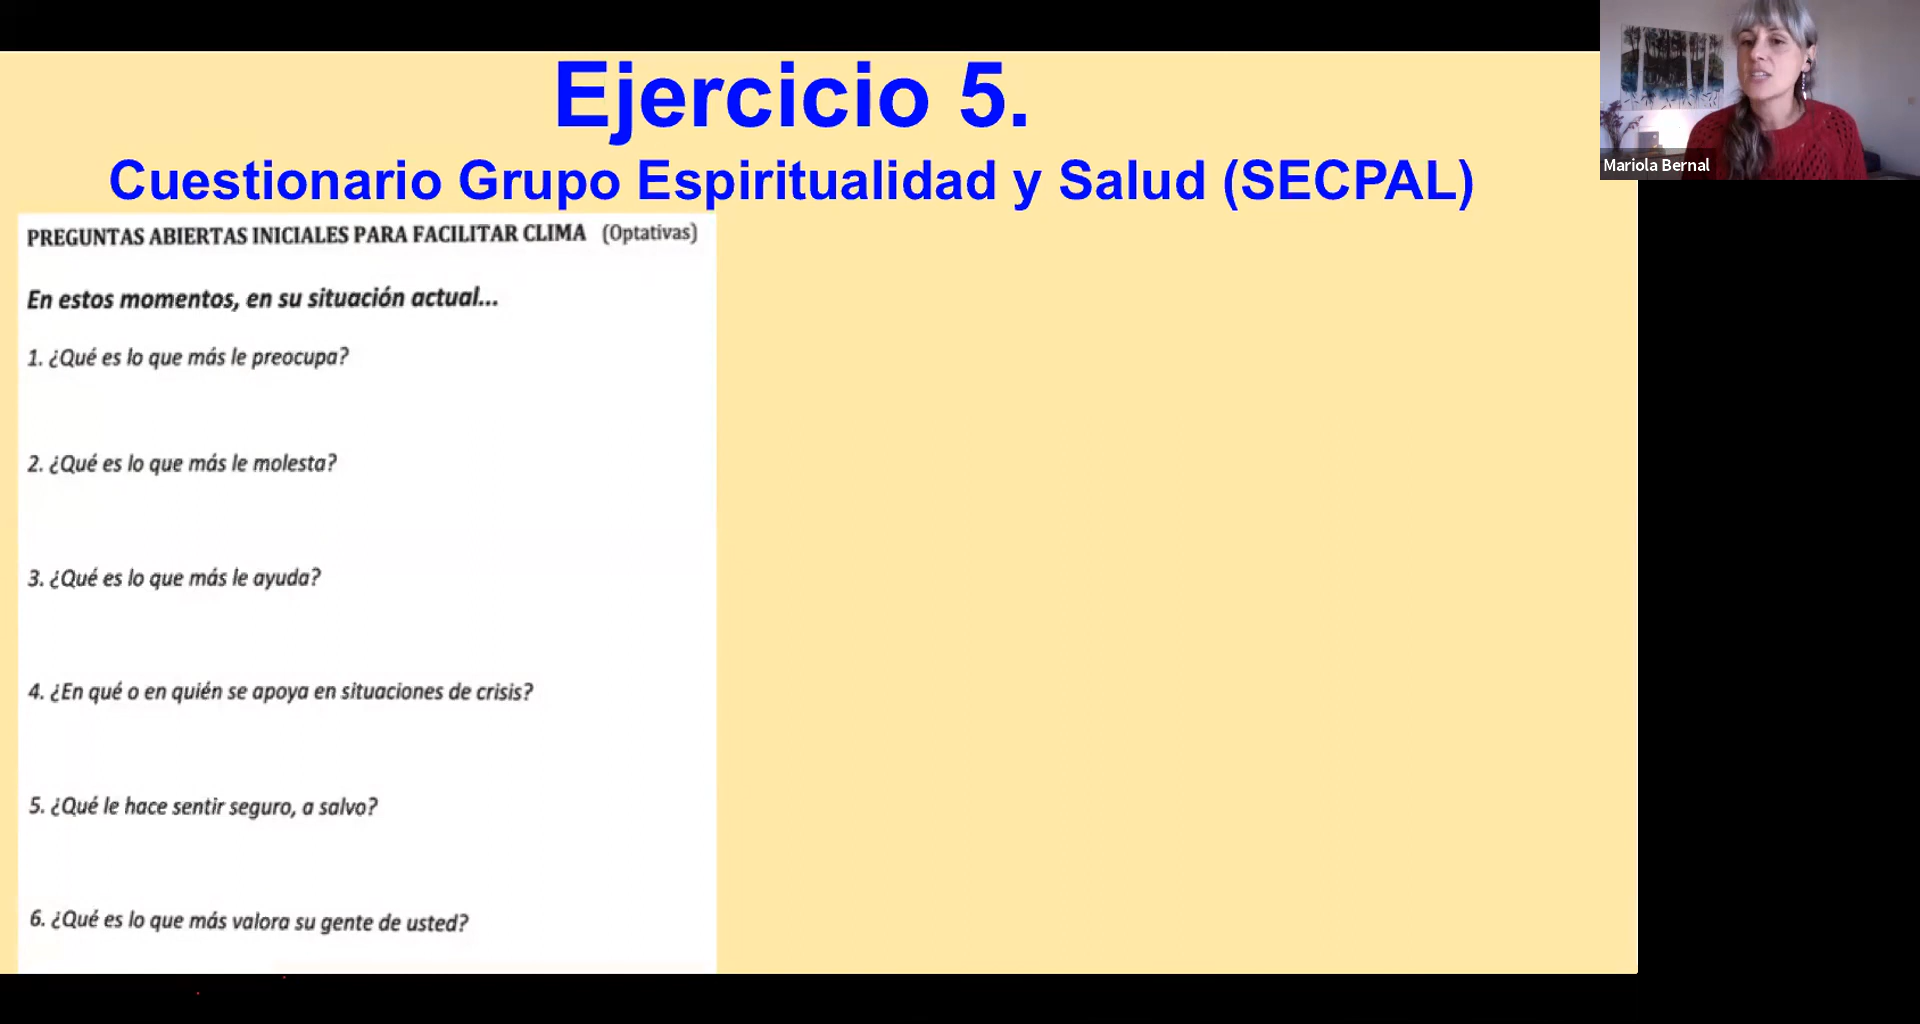 Ejercicio 5.
Cuestionario Grupo Espiritualidad y Salud (SECPAL)
PREGUNTAS ABIERTAS INICIALES PARA FACILITAR CLIMA (Optativas)
En estos momentos, en su situación actual...
1. ¿Qué es lo que más le preocupa?
2. ¿Qué es lo que más le molesta?
3. ¿Qué es lo que más le ayuda?
4. ¿En qué o en quién se apoya en situaciones de crisis?
5. ¿Qué le hace sentir seguro, a salvo?
6. ¿Qué es lo que más valora su gente de usted?
Mariola Bernal